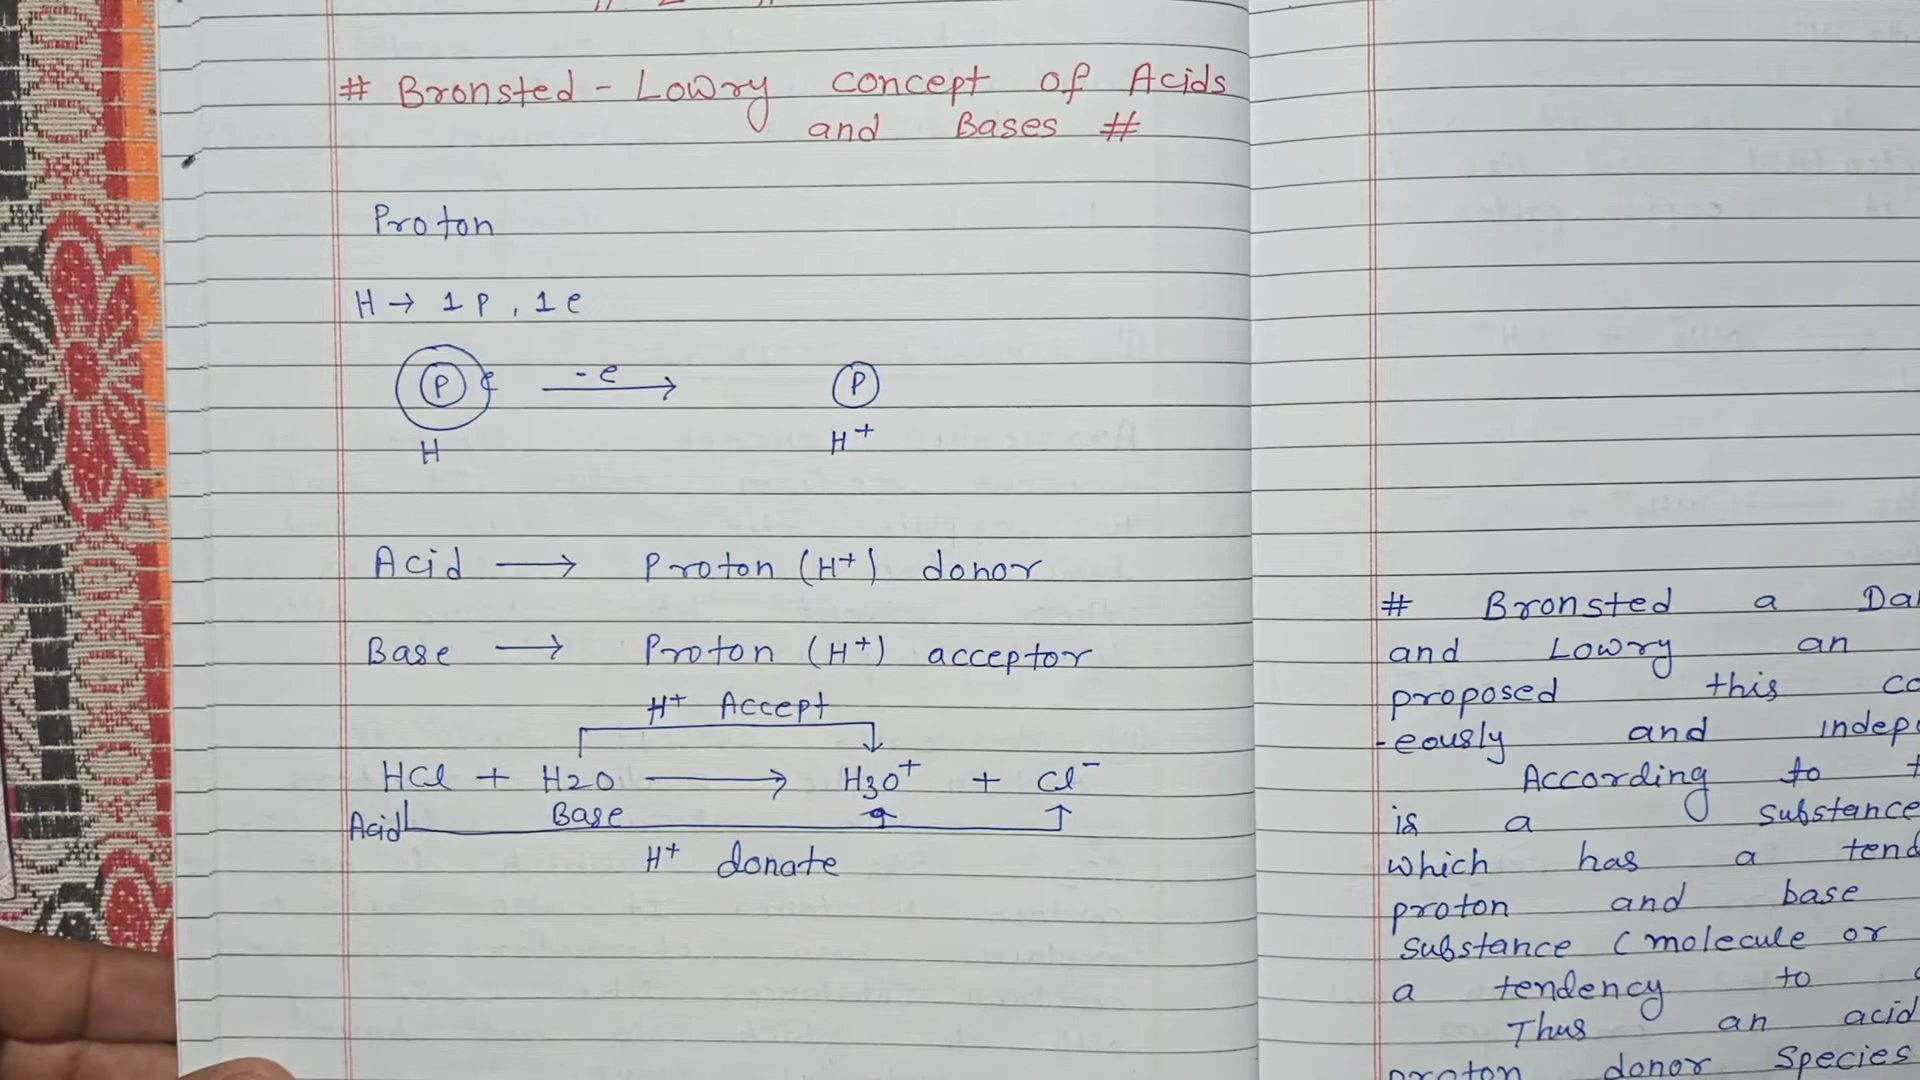 # Bronsted - Lowry concept of Acids
and Bases #
Proton
H → 1 P , 1 e
P e - e → P
H H+
Acid → Proton (H+) donor
Base → Proton (H+) acceptor
H+ Accept
HCl + H2O → H3O+ + Cl-
Acid Base
H+ donate
# Bronsted a
and Lowry an
proposed this
-eously and
According to
is a substance
which has a
proton and base
substance (molecule or
a tendency to
Thus an acid
proton donor species